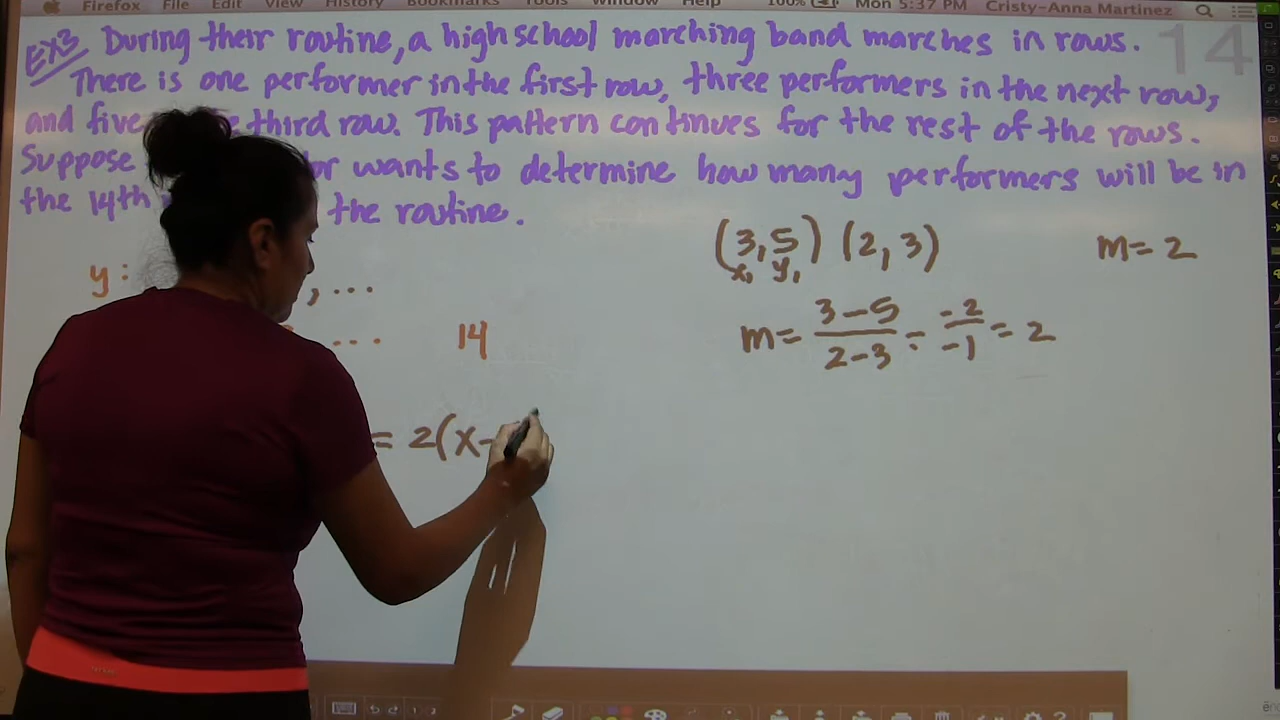 Firefox File Edit View History Bookmarks Tools Window Help 100% Mon 5:37 PM Cristy-Anna Martinez
14
EX3 During their routine, a high school marching band marches in rows.
There is one performer in the first row, three performers in the next row,
and five third row. This pattern continues for the rest of the rows.
Suppose wants to determine how many performers will be in
the 14th the routine.
(3,5) (2,3) m=2
x₁ y₁
y: , ...
m= 3-5/2-3 = -2/-1 = 2
... 14
= 2(x-